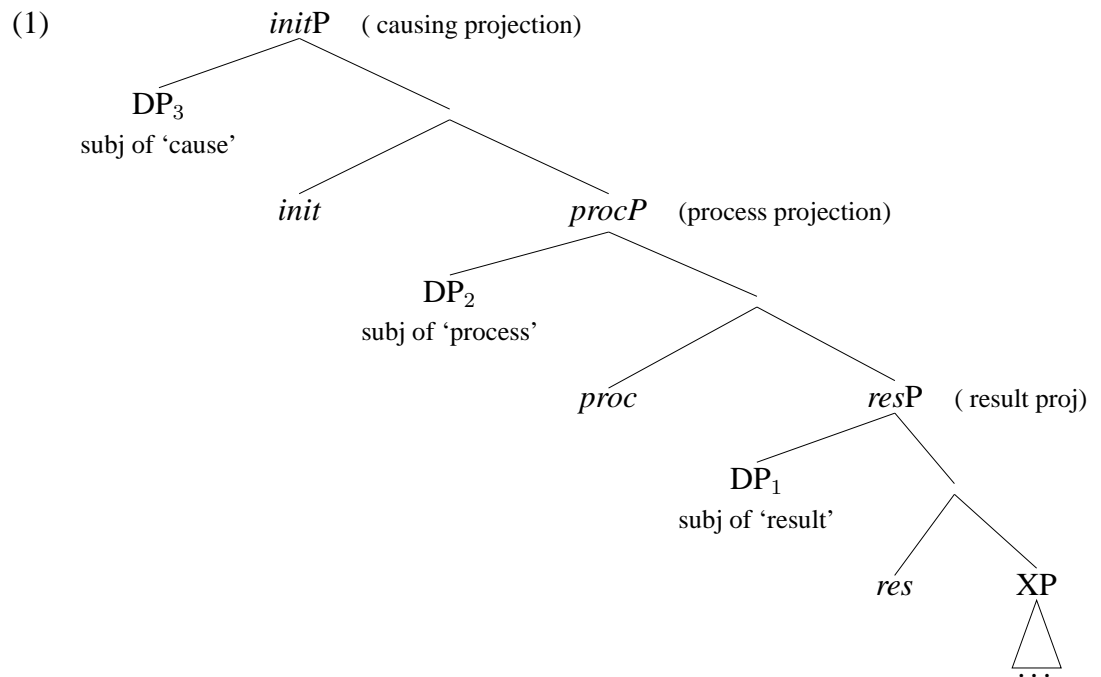 (1) initP ( causing projection)
DP₃
subj of ‘cause’
init procP (process projection)
DP₂
subj of ‘process’
proc resP ( result proj)
DP₁
subj of ‘result’
res XP
...